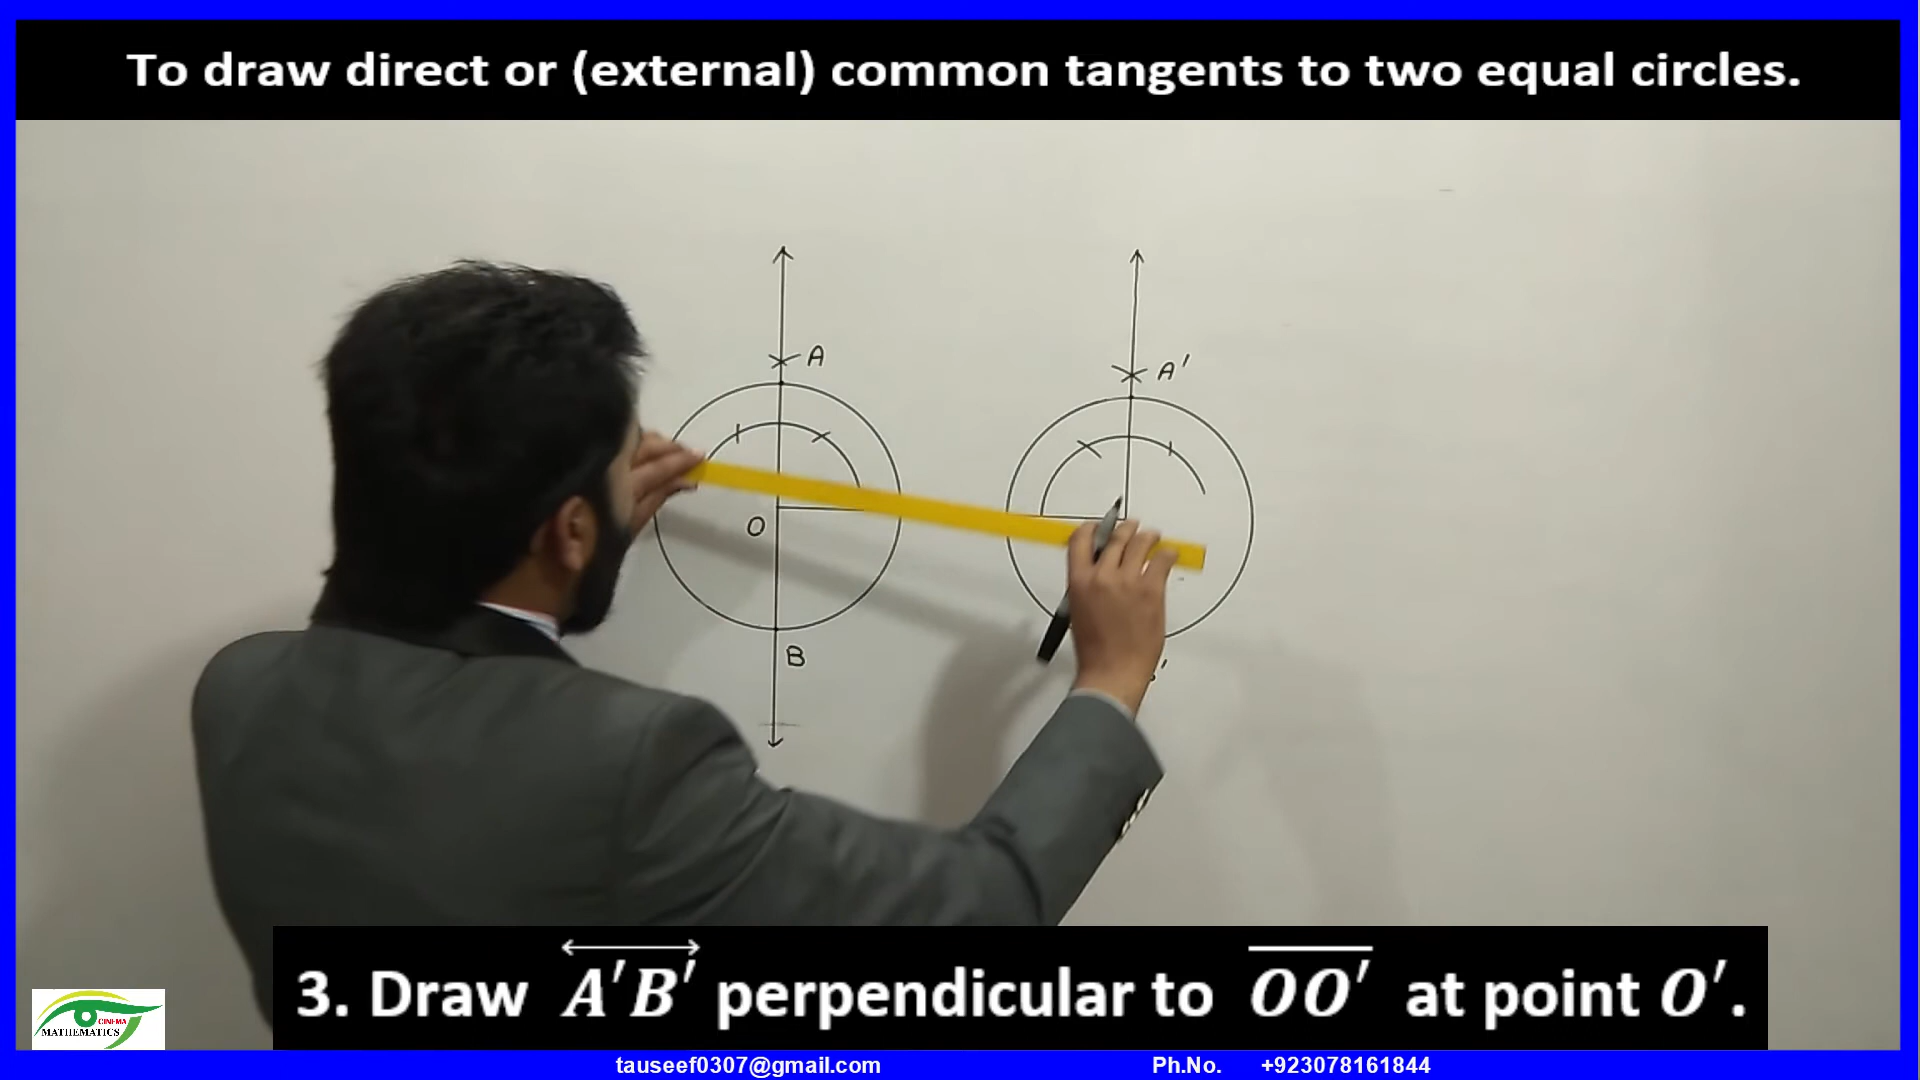 To draw direct or (external) common tangents to two equal circles.
A
A'
O
B
'
3. Draw A'B' perpendicular to OO' at point O'.
CINEMA
MATHEMATICS
tauseef0307@gmail.com Ph.No. +923078161844